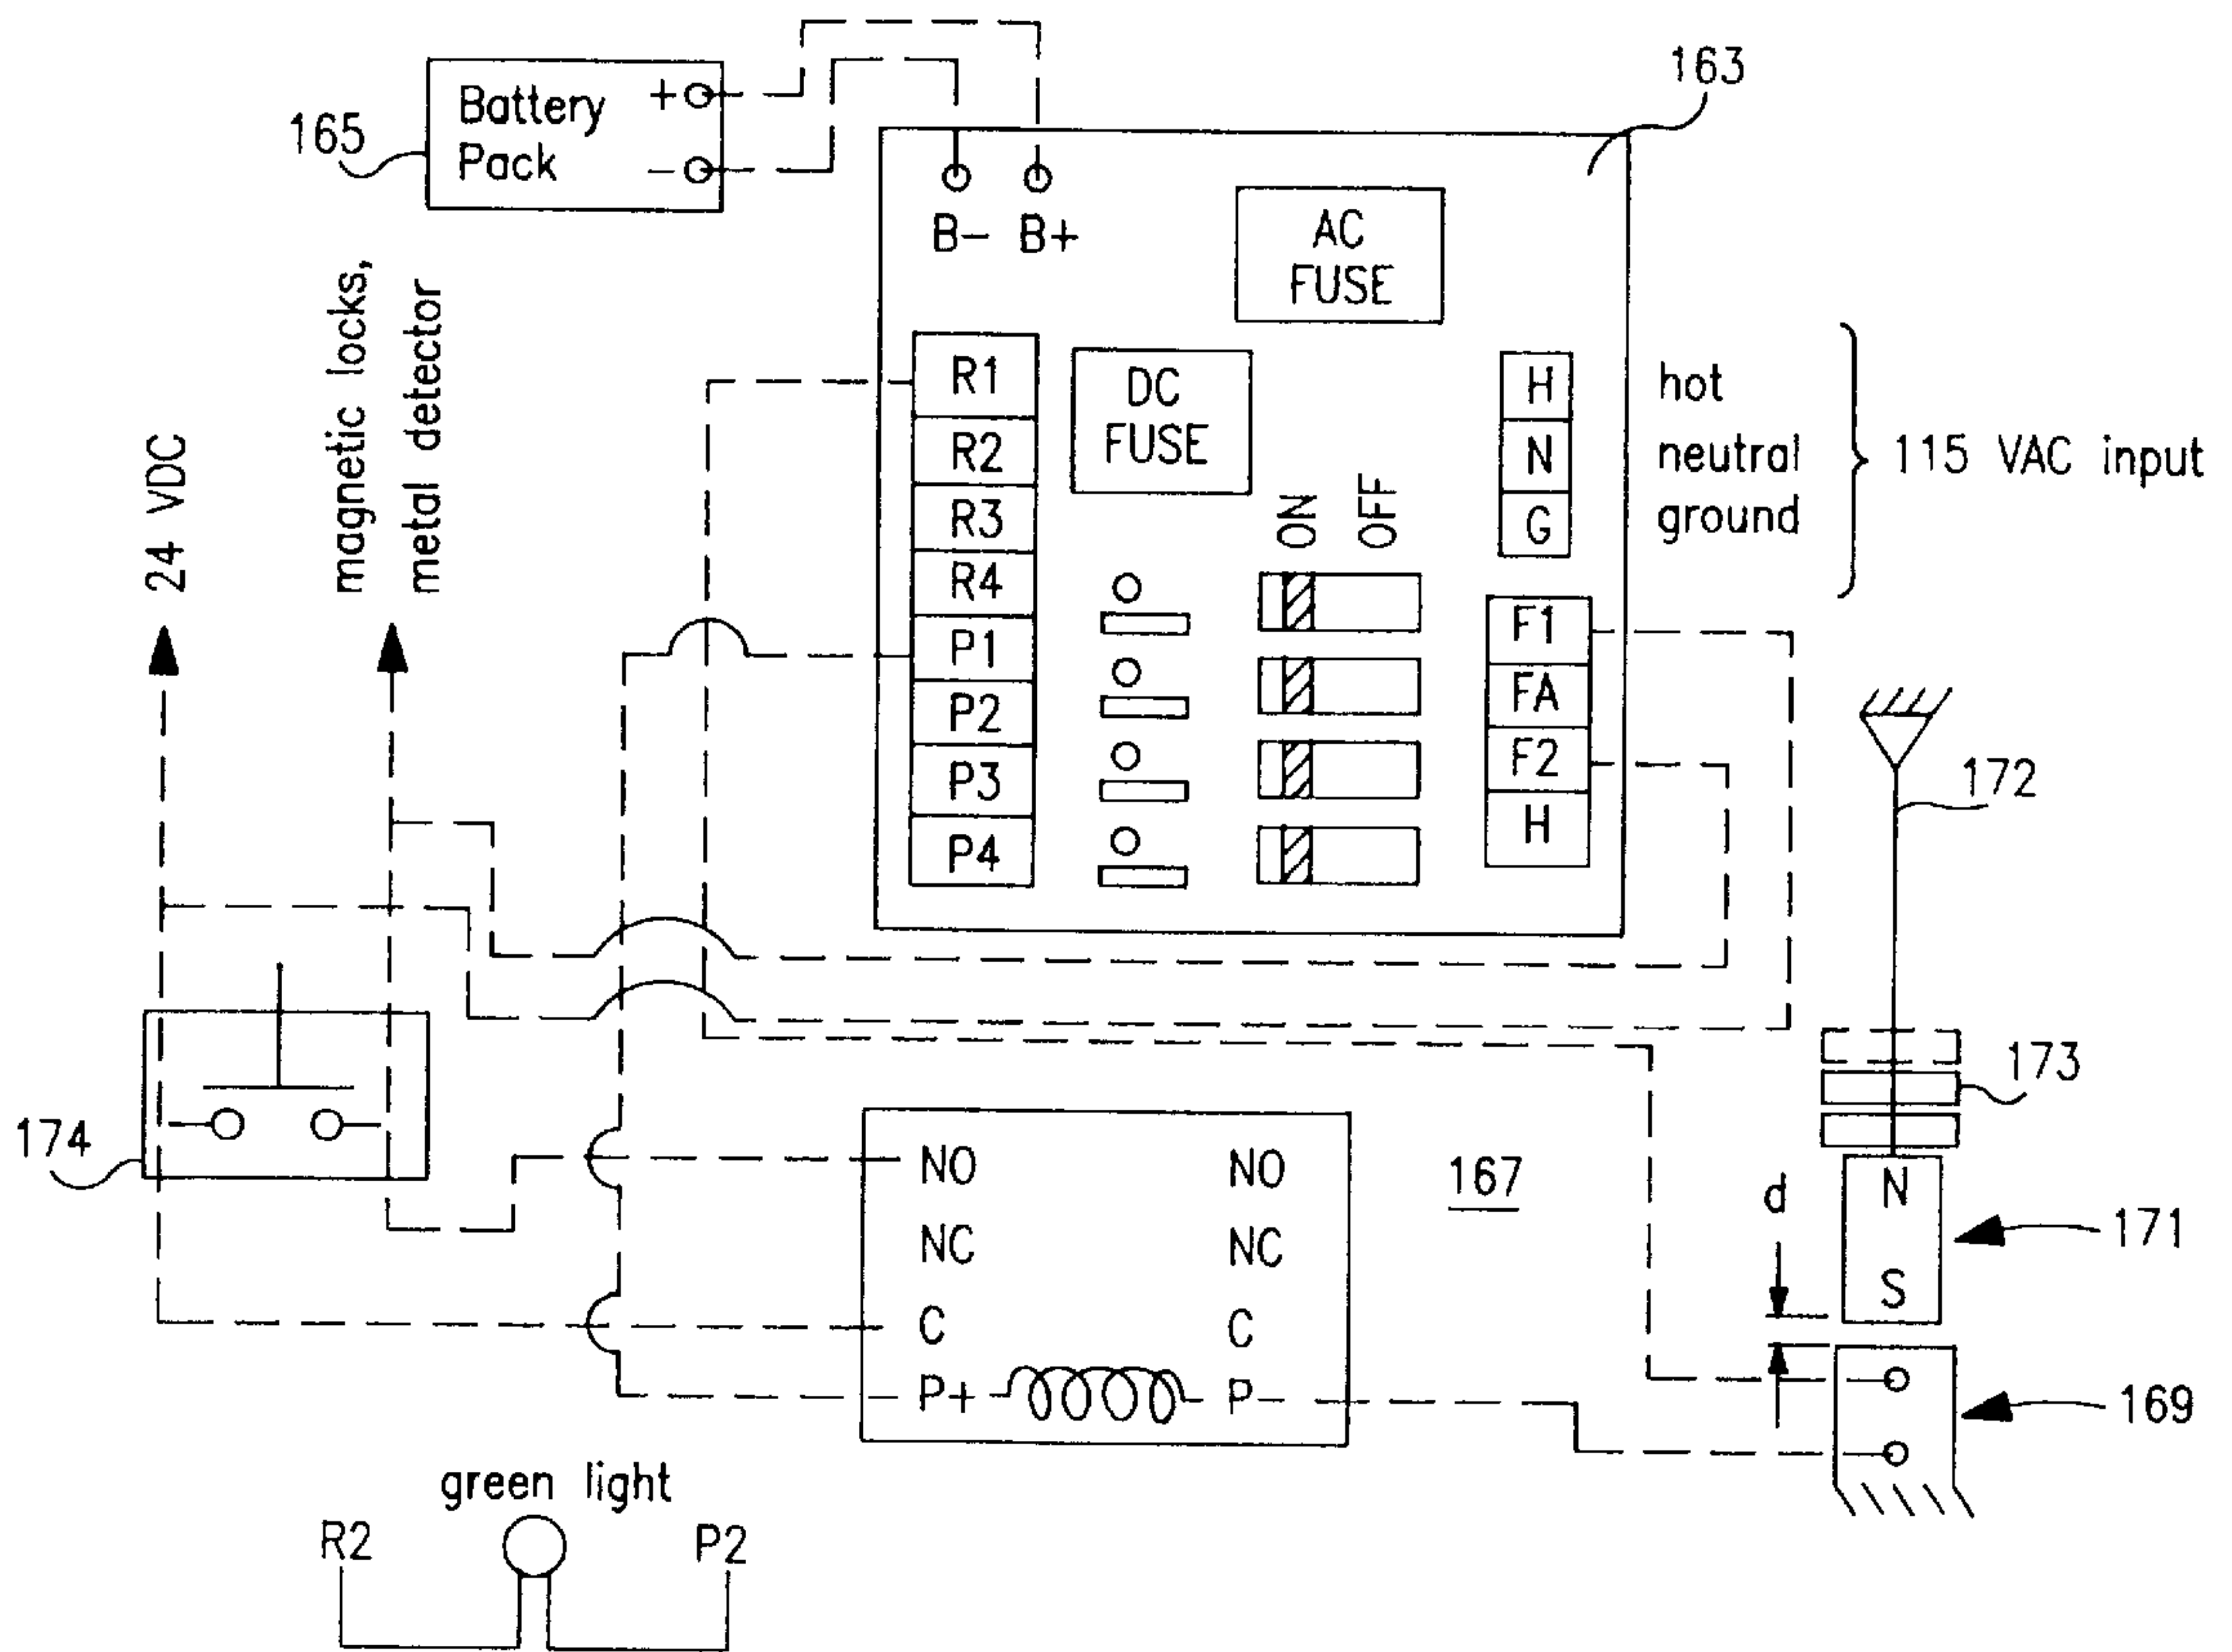 163
Battery
Pack
+
−
165
B−
B+
AC
FUSE
DC
FUSE
magnetic locks,
metal detector
24 VDC
R1
R2
R3
R4
P1
P2
P3
P4
ON
OFF
H
N
G
hot
neutral
ground
115 VAC input
F1
FA
F2
H
172
173
174
NO
NC
C
P+
NO
NC
C
P−
167
d
N
S
171
169
green light
R2
P2